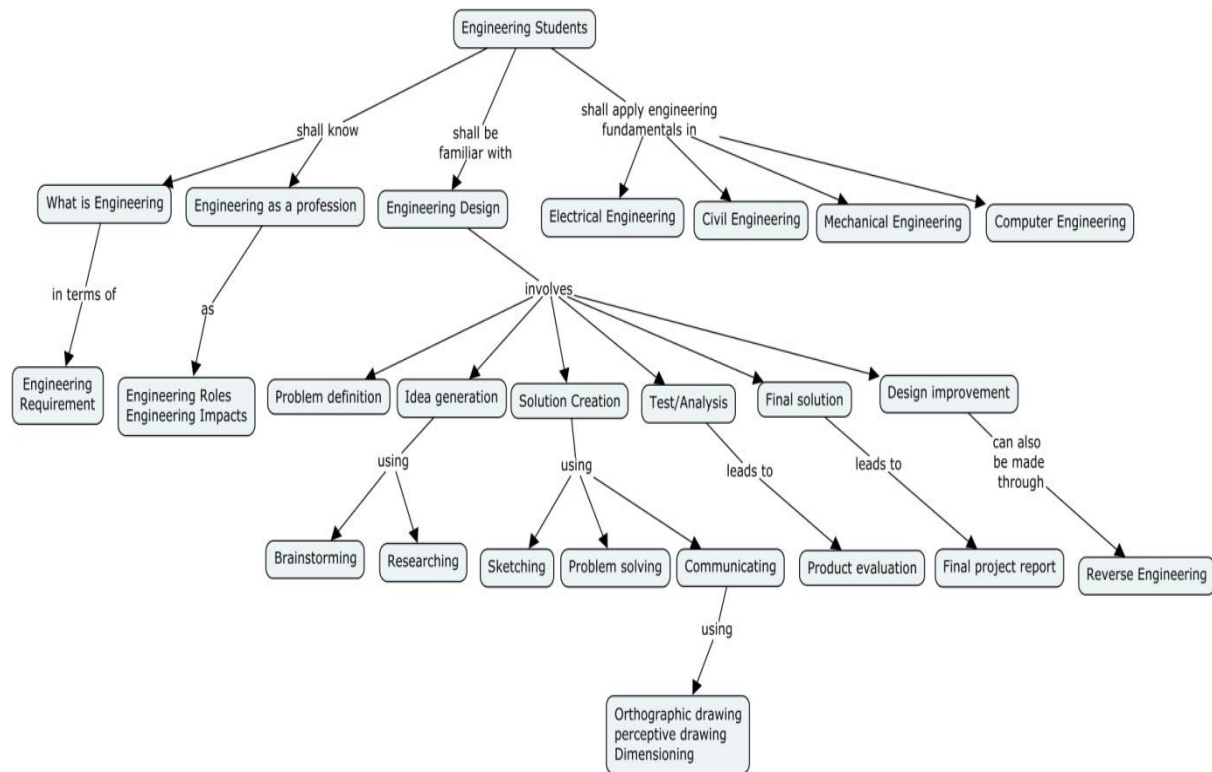 Engineering Students
shall know
shall be
familiar with
shall apply engineering
fundamentals in
What is Engineering
Engineering as a profession
Engineering Design
Electrical Engineering
Civil Engineering
Mechanical Engineering
Computer Engineering
in terms of
as
involves
Engineering
Requirement
Engineering Roles
Engineering Impacts
Problem definition
Idea generation
Solution Creation
Test/Analysis
Final solution
Design improvement
using
using
leads to
leads to
can also
be made
through
Brainstorming
Researching
Sketching
Problem solving
Communicating
Product evaluation
Final project report
Reverse Engineering
using
Orthographic drawing
perceptive drawing
Dimensioning